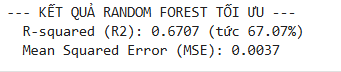 --- KẾT QUẢ RANDOM FOREST TỐI ƯU ---
R-squared (R2): 0.6707 (tức 67.07%)
Mean Squared Error (MSE): 0.0037